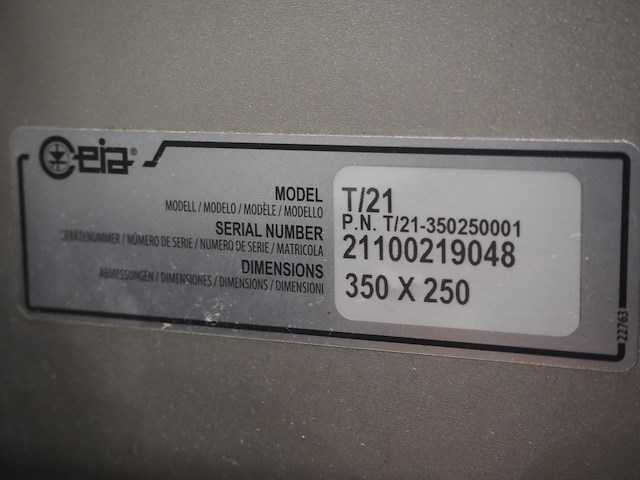 Ceia®
MODEL
MODELL / MODELO / MODÈLE / MODELLO
T/21
P.N. T/21-350250001
SERIAL NUMBER
GERÄTENUMMER / NÚMERO DE SERIE / NUMERO DE SERIE / MATRICOLA
21100219048
DIMENSIONS
ABMESSUNGEN / DIMENSIONES / DIMENSIONS / DIMENSIONI
350 X 250
22763